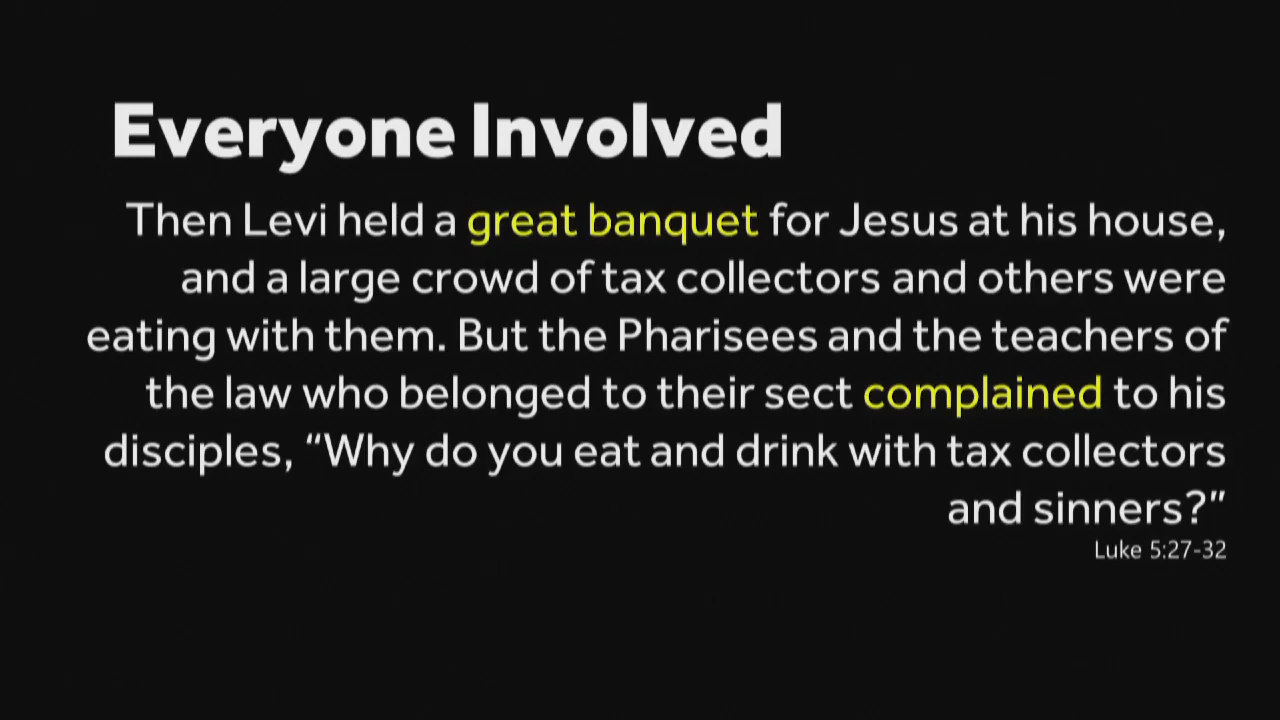 Everyone Involved
Then Levi held a great banquet for Jesus at his house,
and a large crowd of tax collectors and others were
eating with them. But the Pharisees and the teachers of
the law who belonged to their sect complained to his
disciples, “Why do you eat and drink with tax collectors
and sinners?”
Luke 5:27-32